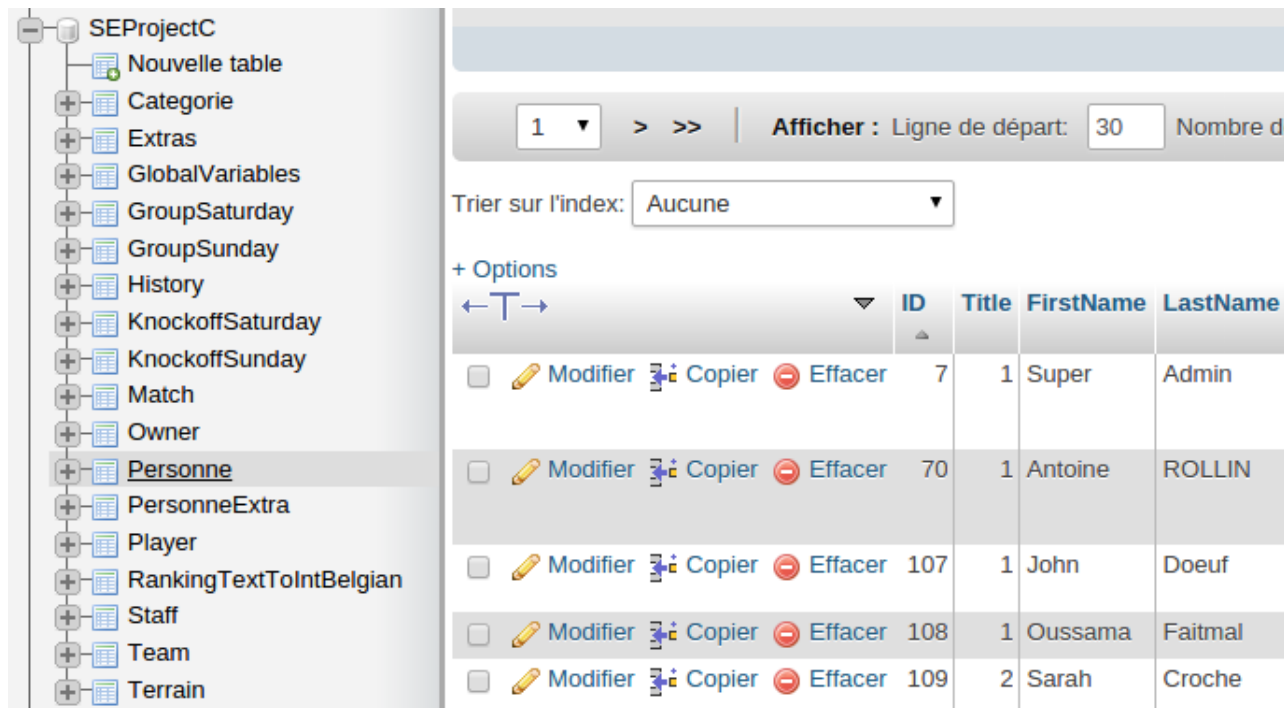 SEProjectC
Nouvelle table
Categorie
Extras
GlobalVariables
GroupSaturday
GroupSunday
History
KnockoffSaturday
KnockoffSunday
Match
Owner
Personne
PersonneExtra
Player
RankingTextToIntBelgian
Staff
Team
Terrain
1 > >> Afficher : Ligne de départ: 30 Nombre d
Trier sur l'index: Aucune
+ Options
←T→ ID Title FirstName LastName
Modifier Copier Effacer 7 1 Super Admin
Modifier Copier Effacer 70 1 Antoine ROLLIN
Modifier Copier Effacer 107 1 John Doeuf
Modifier Copier Effacer 108 1 Oussama Faitmal
Modifier Copier Effacer 109 2 Sarah Croche